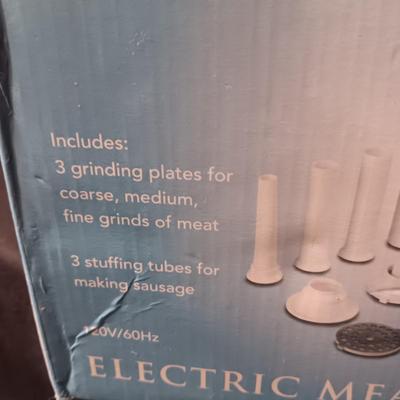 Includes:
3 grinding plates for
coarse, medium,
fine grinds of meat
3 stuffing tubes for
making sausage
120V/60Hz
ELECTRIC